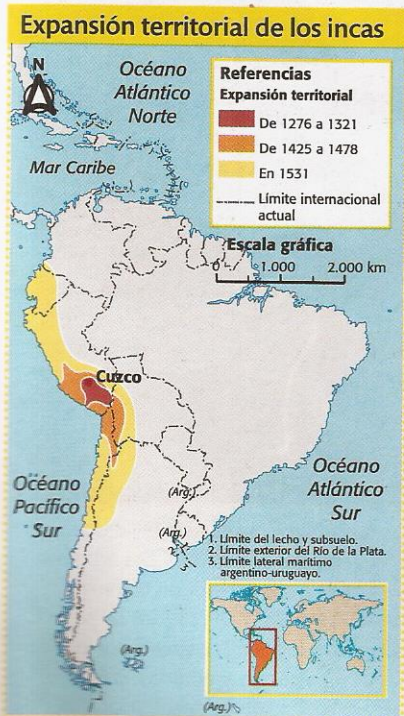 Expansión territorial de los incas
N
Océano
Atlántico
Norte
Mar Caribe
Referencias
Expansión territorial
De 1276 a 1321
De 1425 a 1478
En 1531
Límite internacional
actual
Escala gráfica
0 1.000 2.000 km
Cuzco
Océano
Pacífico
Sur
Océano
Atlántico
Sur
(Arg.)
(Arg.)
1. Límite del lecho y subsuelo.
2. Límite exterior del Río de la Plata.
3. Límite lateral marítimo
argentino-uruguayo.
(Arg.)
(Arg.)